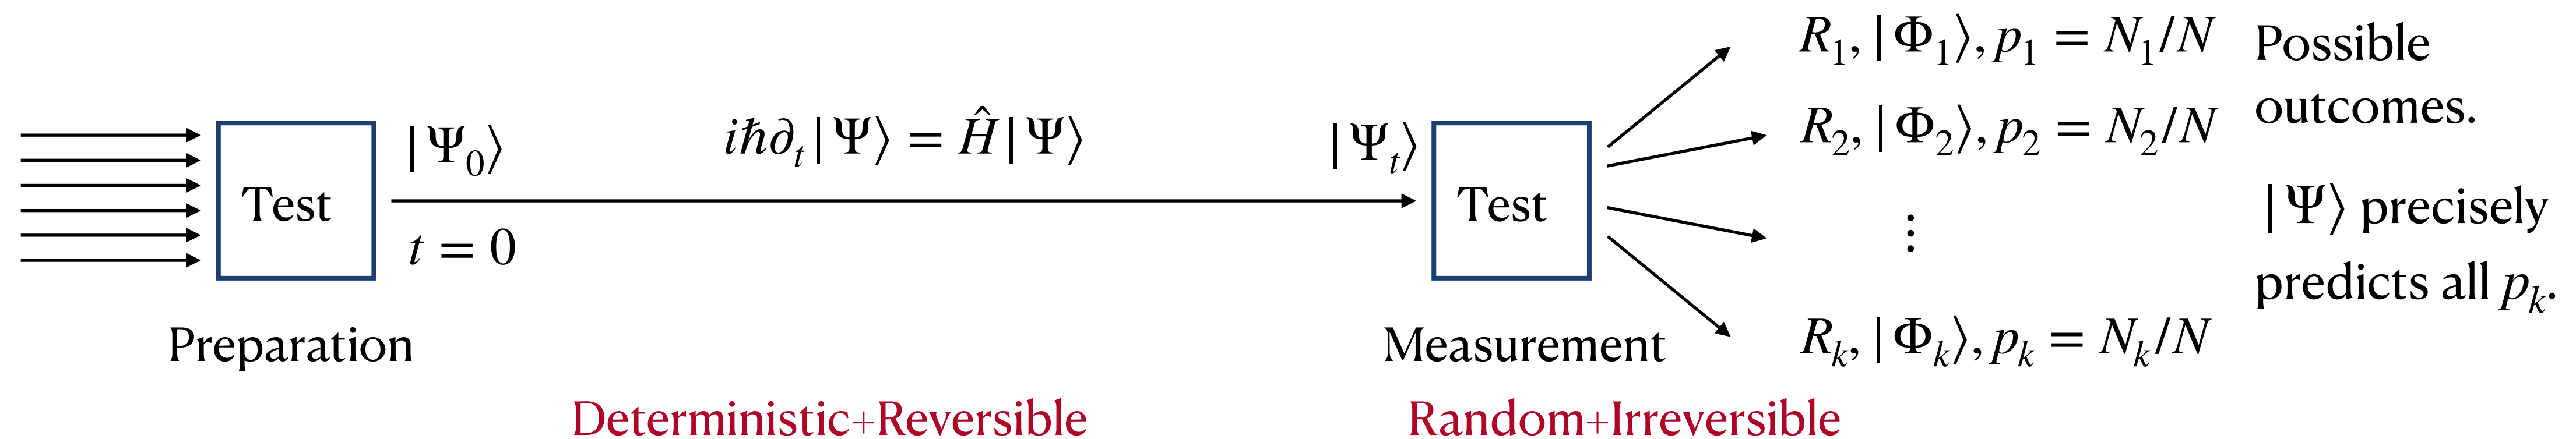 Test
|Ψ₀⟩
t = 0
Preparation
iħ∂ₜ|Ψ⟩ = Ĥ|Ψ⟩
Deterministic+Reversible
|Ψₜ⟩
Test
Measurement
Random+Irreversible
R₁, |Φ₁⟩, p₁ = N₁/N
R₂, |Φ₂⟩, p₂ = N₂/N
⋮
Rₖ, |Φₖ⟩, pₖ = Nₖ/N
Possible
outcomes.
|Ψ⟩ precisely
predicts all pₖ.